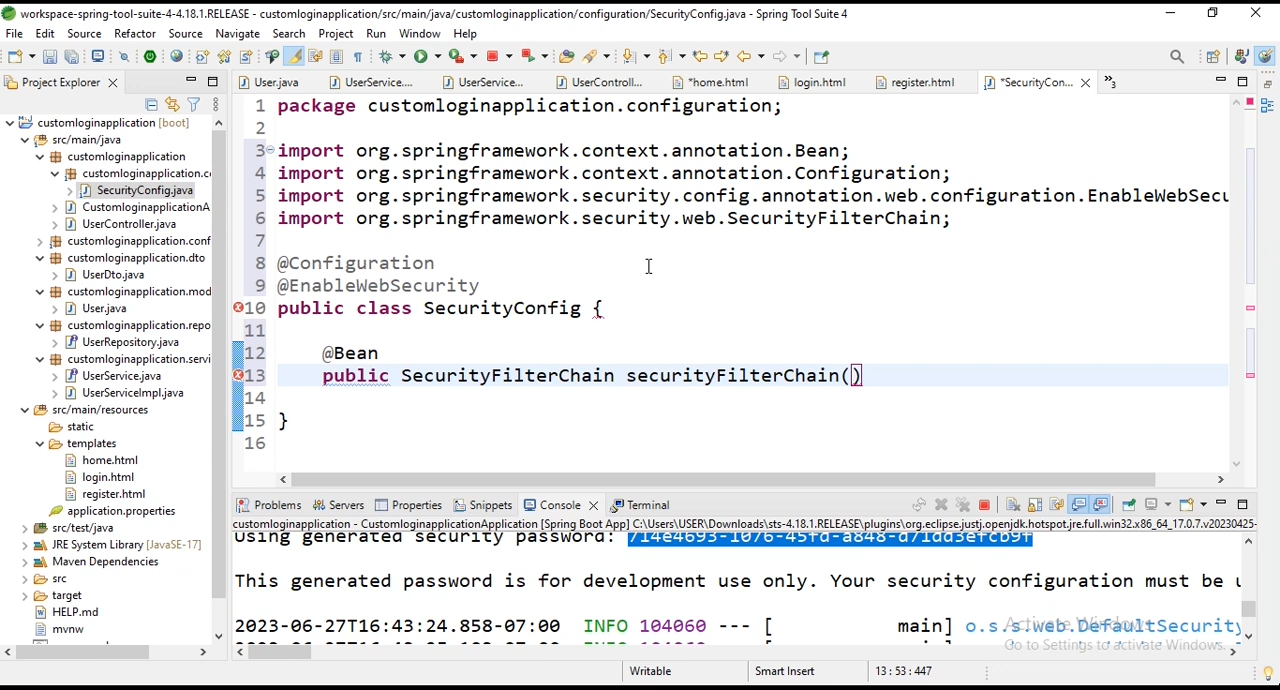 workspace-spring-tool-suite-4-4.18.1.RELEASE - customloginapplication/src/main/java/customloginapplication/configuration/SecurityConfig.java - Spring Tool Suite 4
File Edit Source Refactor Source Navigate Search Project Run Window Help
Project Explorer
User.java
UserService....
UserService...
UserControll...
*home.html
login.html
register.html
*SecurityCon...
3
customloginapplication [boot]
src/main/java
customloginapplication
customloginapplication.c
SecurityConfig.java
CustomloginapplicationA
UserController.java
customloginapplication.conf
customloginapplication.dto
UserDto.java
customloginapplication.mod
User.java
customloginapplication.repo
UserRepository.java
customloginapplication.servi
UserService.java
UserServiceImpl.java
src/main/resources
static
templates
home.html
login.html
register.html
application.properties
src/test/java
JRE System Library [JavaSE-17]
Maven Dependencies
src
target
HELP.md
mvnw
1 package customloginapplication.configuration;
2
3 import org.springframework.context.annotation.Bean;
4 import org.springframework.context.annotation.Configuration;
5 import org.springframework.security.config.annotation.web.configuration.EnableWebSecu
6 import org.springframework.security.web.SecurityFilterChain;
7
8 @Configuration
9 @EnableWebSecurity
10 public class SecurityConfig {
11
12 @Bean
13 public SecurityFilterChain securityFilterChain()
14
15 }
16
Problems Servers Properties Snippets Console Terminal
customloginapplication - CustomloginapplicationApplication [Spring Boot App] C:\Users\USER\Downloads\sts-4.18.1.RELEASE\plugins\org.eclipse.justj.openjdk.hotspot.jre.full.win32.x86_64_17.0.7.v20230425-
Using generated security password: 714e4693-1076-45fd-a848-d71dd3efcb9f
This generated password is for development use only. Your security configuration must be u
2023-06-27T16:43:24.858-07:00 INFO 104060 --- [ main] o.s.s.web.DefaultSecurity
Activate Windows
Go to Settings to activate Windows.
Writable
Smart Insert
13 : 53 : 447